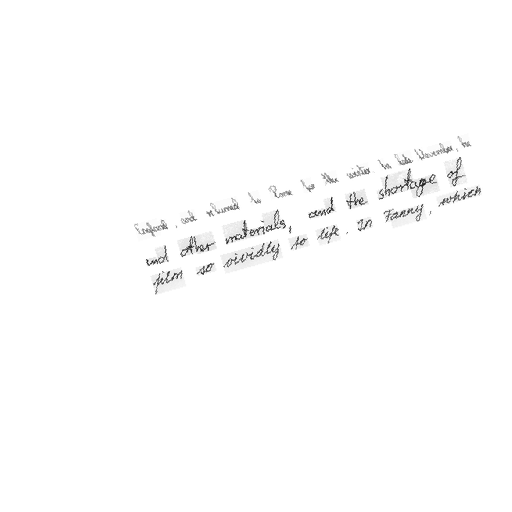 England, and returned to Rome for the winter in late November, he
and other materials, and the shortage of
film so vividly to life. In Fanny, which